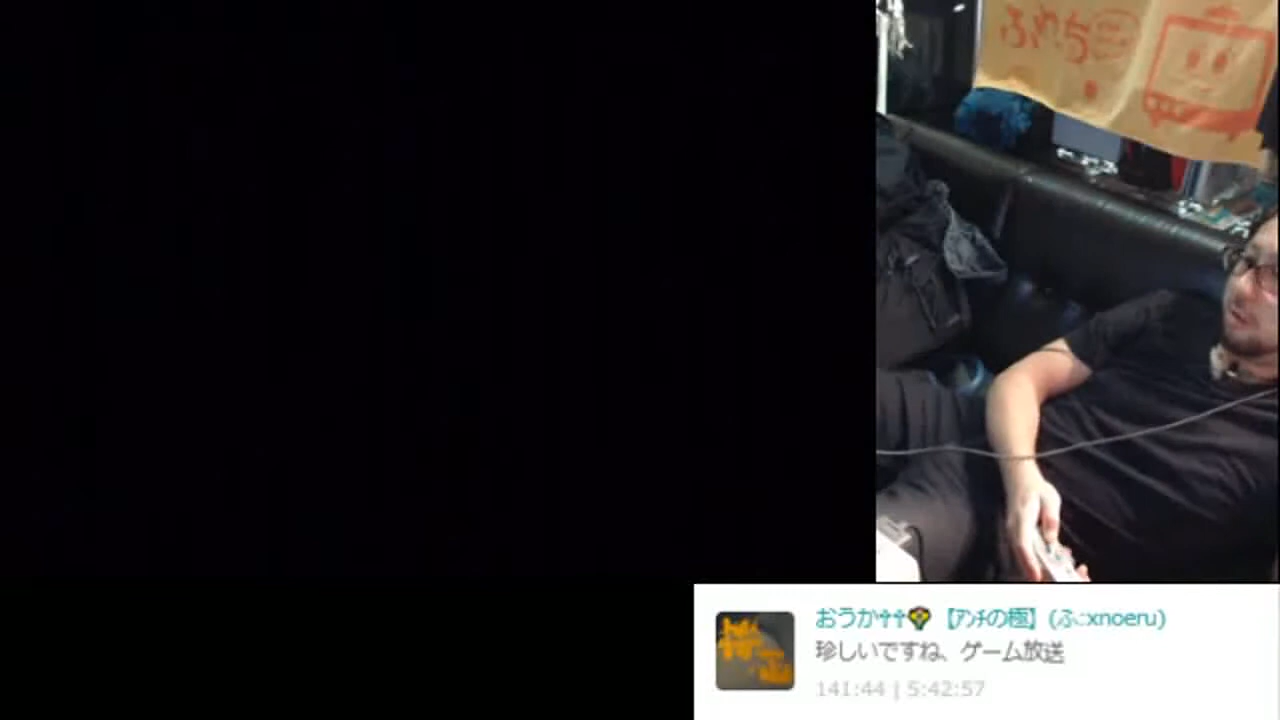 ふわっち
おうか††【ｱﾝﾁの極】(ふ:xnoeru)
珍しいですね、ゲーム放送
141:44 | 5:42:57